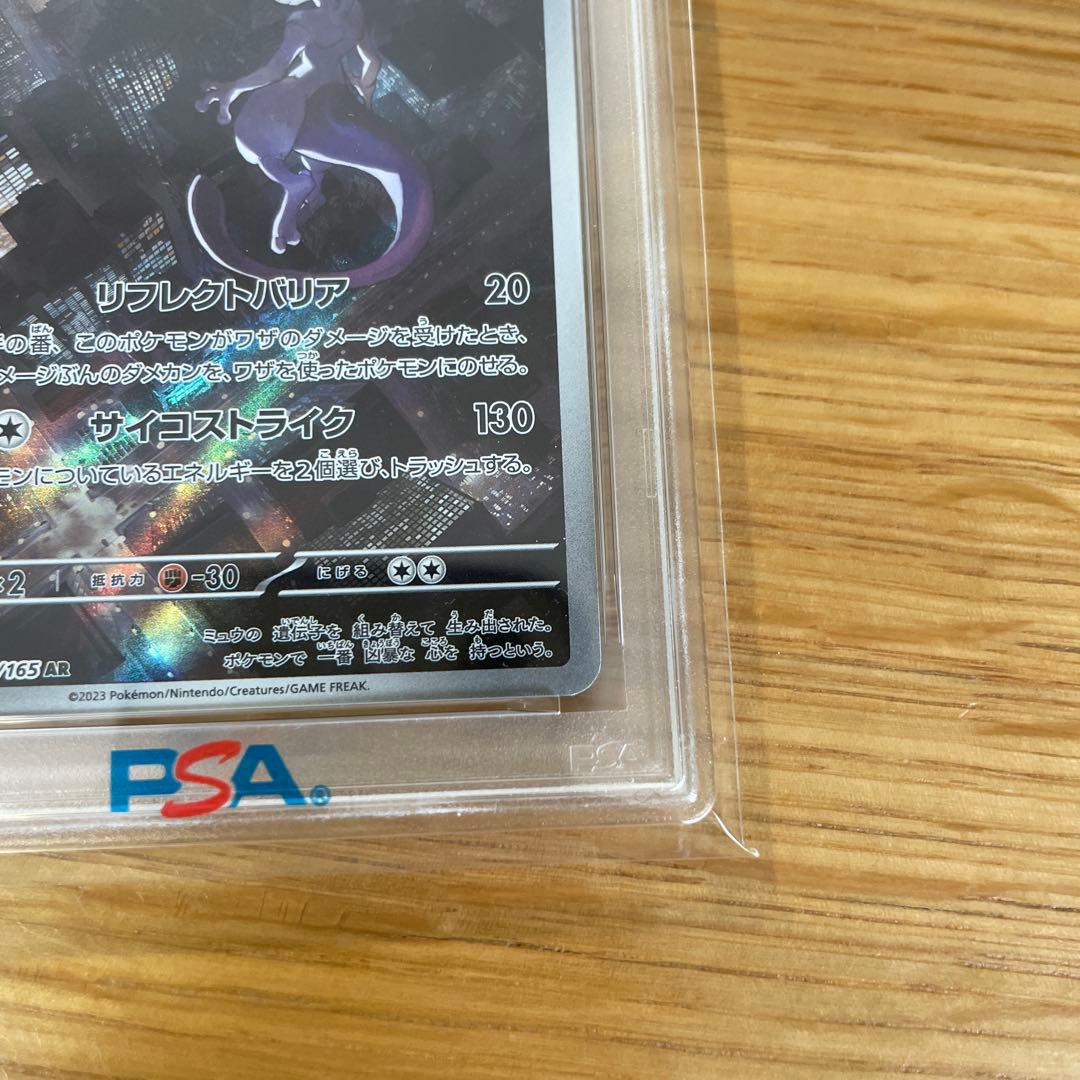 リフレクトバリア 20
の番、このポケモンがワザのダメージを受けたとき、
メージぶんのダメカンを、ワザを使ったポケモンにのせる。
サイコストライク 130
モンについているエネルギーを2個選び、トラッシュする。
×2 抵抗力 -30 にげる
ミュウの 遺伝子を 組み替えて 生み出された。
ポケモンで 一番 凶暴な 心を 持つという。
/165 AR
©2023 Pokémon/Nintendo/Creatures/GAME FREAK.
PSA® PSA